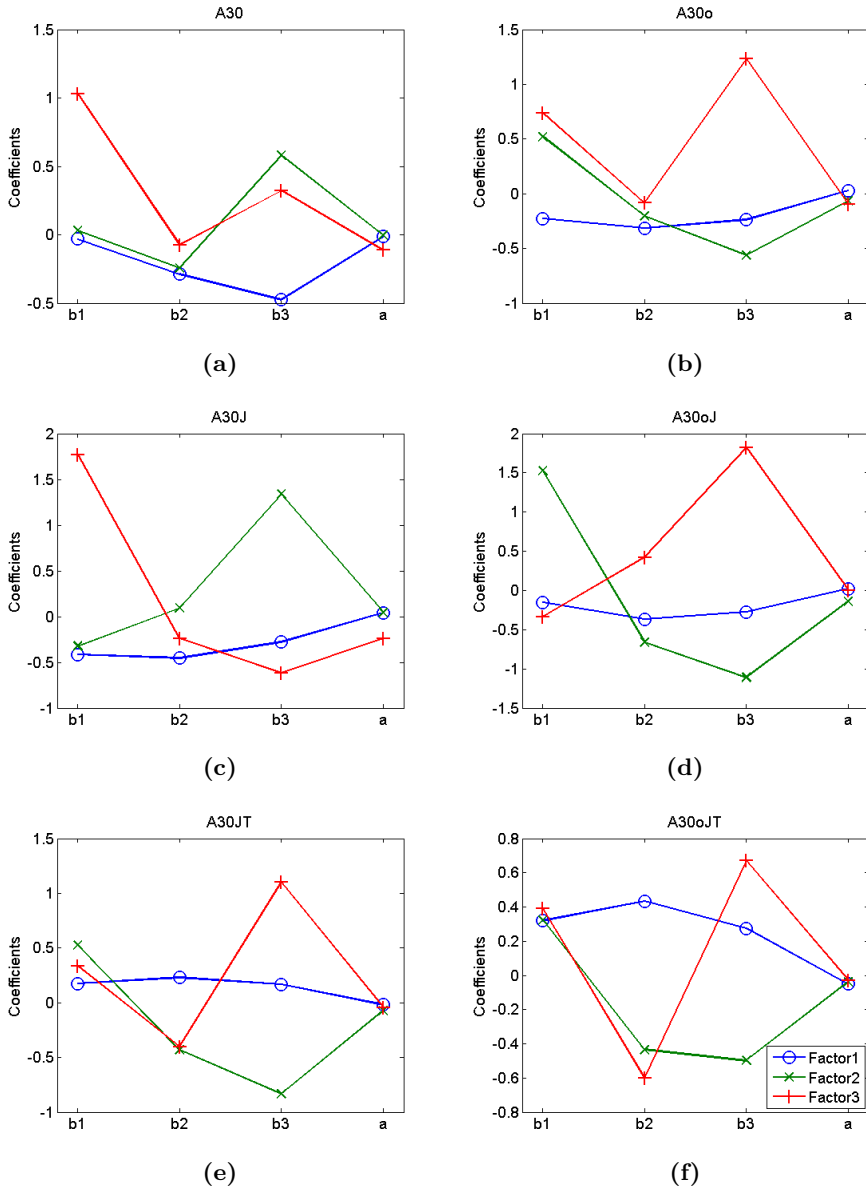 A30
1.5
1
0.5
0
-0.5
Coefficients
b1 b2 b3 a
(a)
A30o
1.5
1
0.5
0
-0.5
-1
Coefficients
b1 b2 b3 a
(b)
A30J
2
1.5
1
0.5
0
-0.5
-1
Coefficients
b1 b2 b3 a
(c)
A30oJ
2
1.5
1
0.5
0
-0.5
-1
-1.5
Coefficients
b1 b2 b3 a
(d)
A30JT
1.5
1
0.5
0
-0.5
-1
Coefficients
b1 b2 b3 a
(e)
A30oJT
0.8
0.6
0.4
0.2
0
-0.2
-0.4
-0.6
-0.8
Coefficients
Factor1
Factor2
Factor3
b1 b2 b3 a
(f)